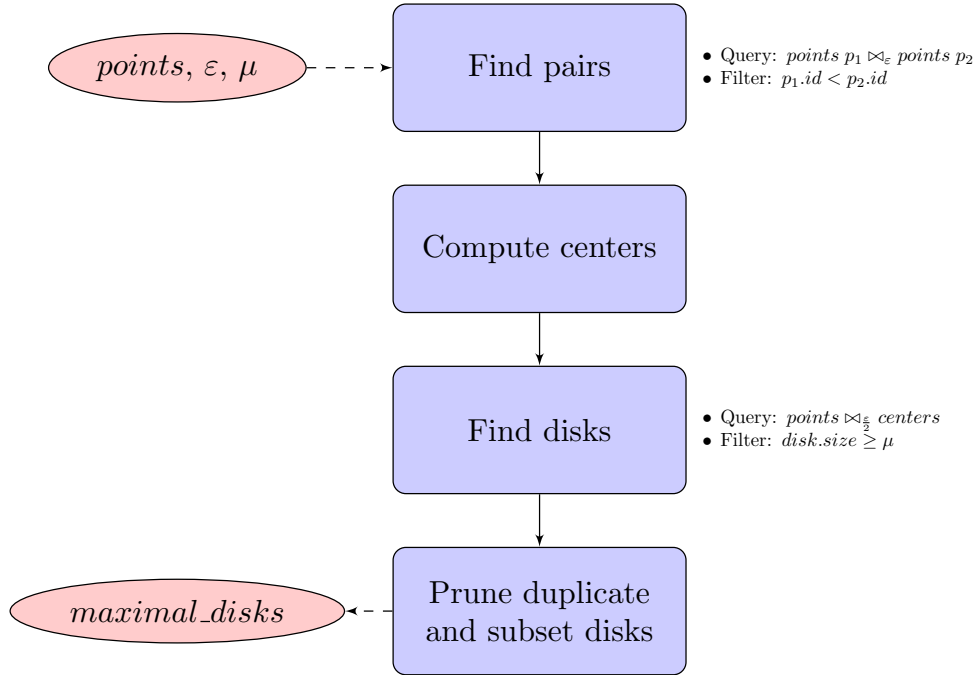 points, ε, μ
Find pairs
• Query: points p₁ ⋈_ε points p₂
• Filter: p₁.id < p₂.id
Compute centers
Find disks
• Query: points ⋈_{ε/2} centers
• Filter: disk.size ≥ μ
Prune duplicate
and subset disks
maximal_disks